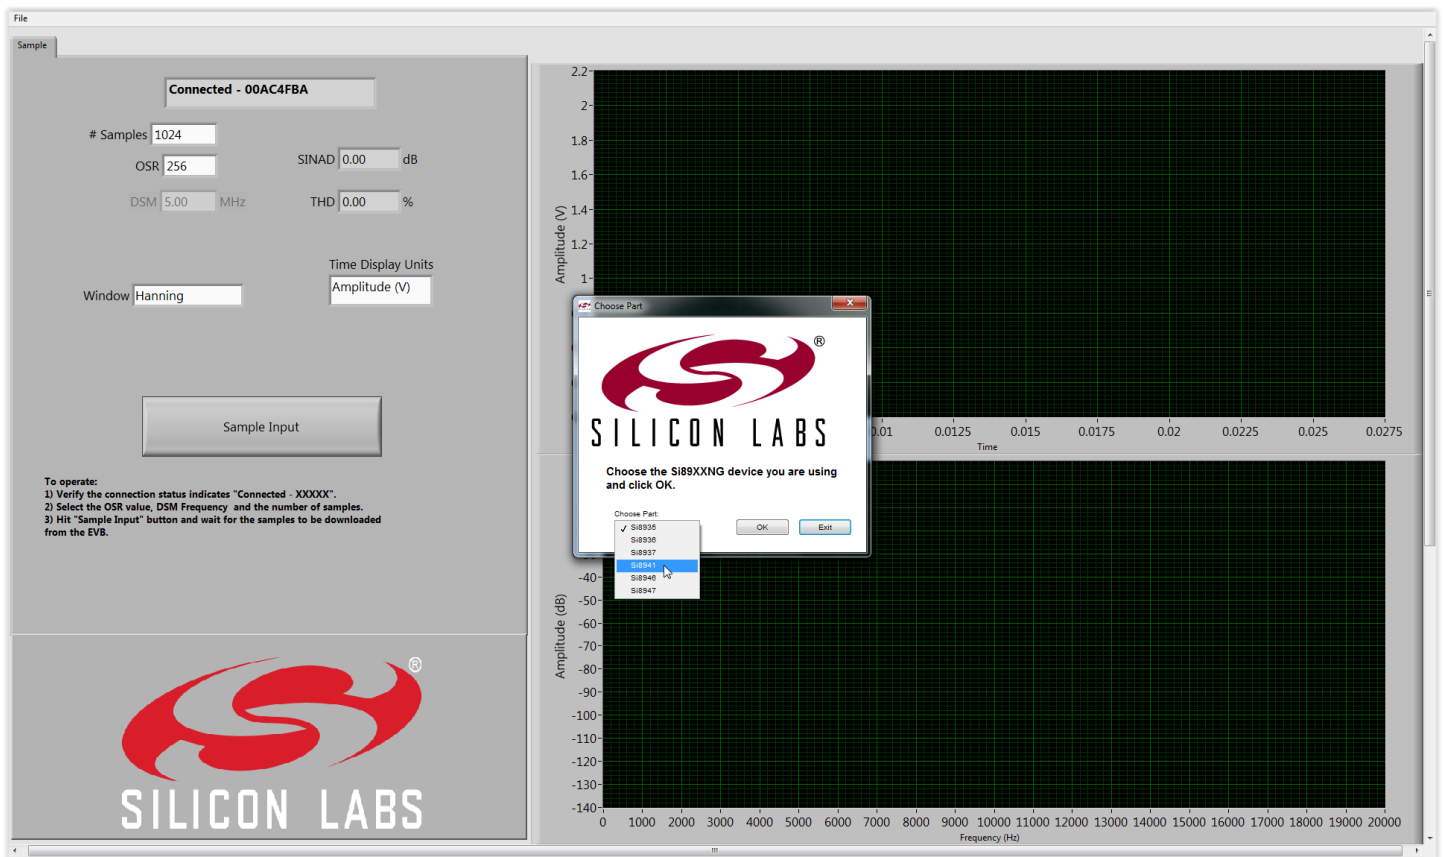 File
Sample
Connected - 00AC4FBA
# Samples 1024
OSR 256
DSM 5.00 MHz
SINAD 0.00 dB
THD 0.00 %
Time Display Units
Amplitude (V)
Window Hanning
Sample Input
To operate:
1) Verify the connection status indicates "Connected - XXXXX".
2) Select the OSR value, DSM Frequency and the number of samples.
3) Hit "Sample Input" button and wait for the samples to be downloaded
from the EVB.
®
SILICON LABS
2.2
2
1.8
1.6
1.4
1.2
1
Amplitude (V)
0.01 0.0125 0.015 0.0175 0.02 0.0225 0.025 0.0275
Time
Choose Part
®
SILICON LABS
Choose the Si89XXNG device you are using
and click OK.
Choose Part:
✓ Si8935
Si8936
Si8937
Si8941
Si8946
Si8947
OK
Exit
-40
-50
-60
-70
-80
-90
-100
-110
-120
-130
-140
Amplitude (dB)
0 1000 2000 3000 4000 5000 6000 7000 8000 9000 10000 11000 12000 13000 14000 15000 16000 17000 18000 19000 20000
Frequency (Hz)